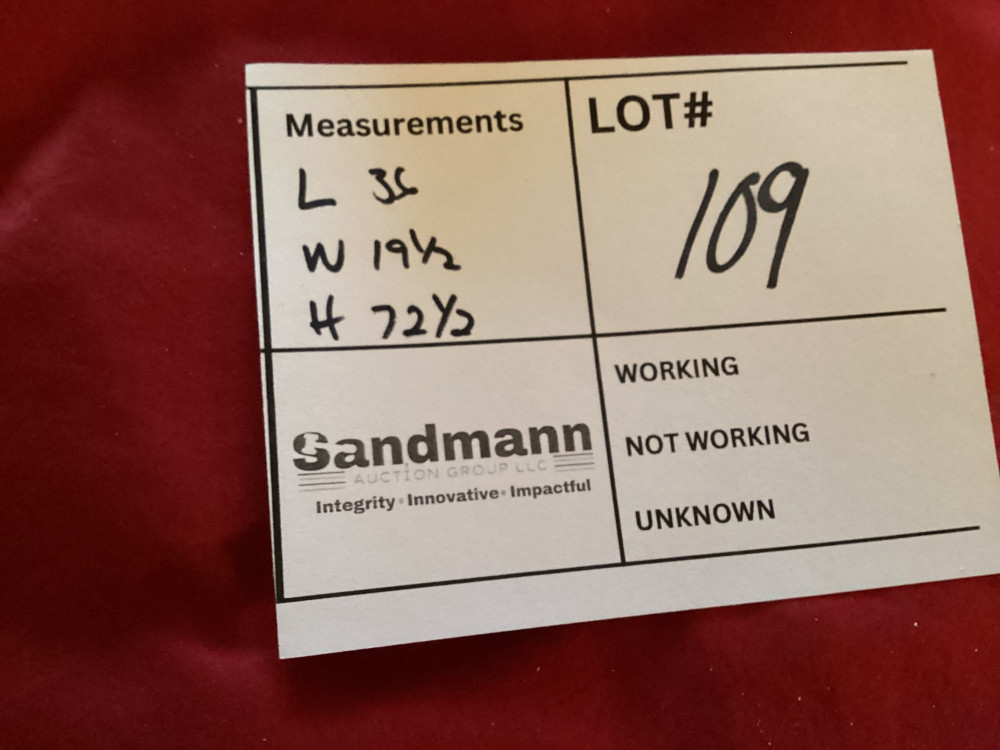 Measurements
L 36
W 19½
H 72½
LOT#
109
Sandmann
AUCTION GROUP LLC
Integrity • Innovative • Impactful
WORKING
NOT WORKING
UNKNOWN